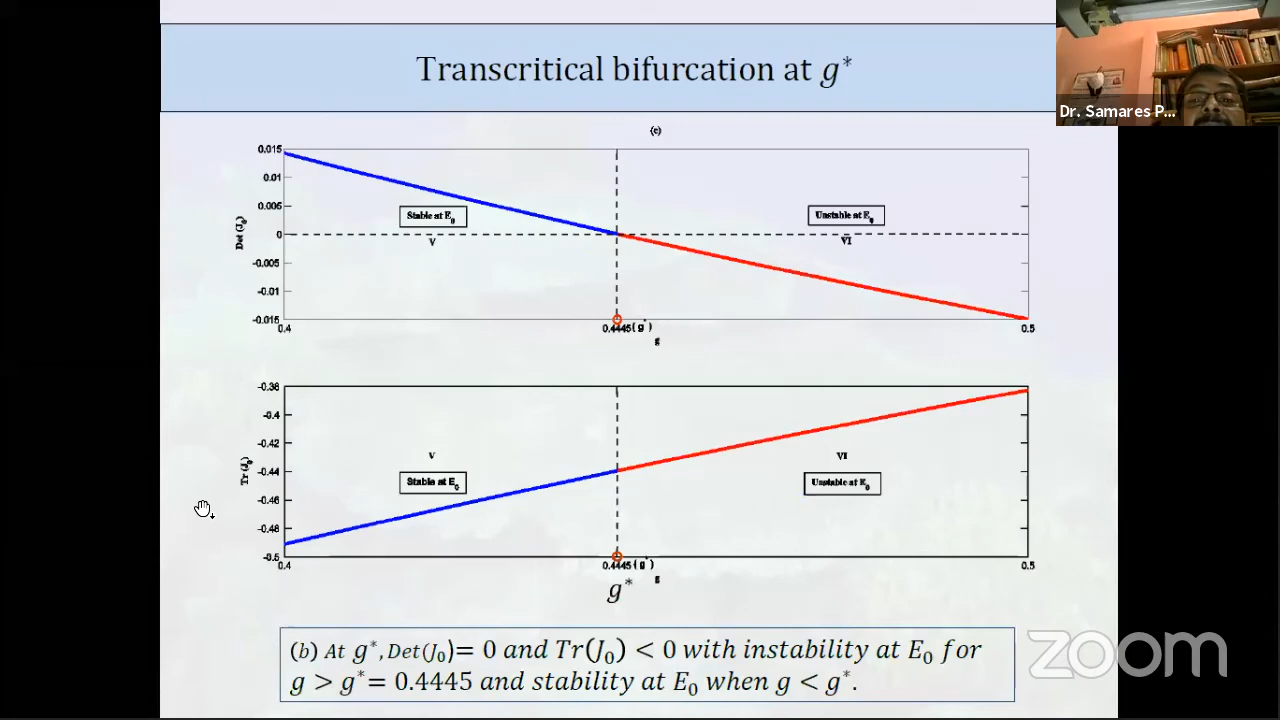 Transcritical bifurcation at g*
Dr. Samares P...
(c)
0.015
0.01
0.005
0
-0.005
-0.01
-0.015
Det (J0)
Stable at E0
V
Unstable at E0
VI
0.4
0.4445( g* )
0.5
g
-0.38
-0.4
-0.42
-0.44
-0.46
-0.48
-0.5
Tr (J0)
V
Stable at E0
VI
Unstable at E0
0.4
0.4445( g* )
0.5
g
g*
(b) At g*, Det(J0)= 0 and Tr(J0) < 0 with instability at E0 for
g > g*= 0.4445 and stability at E0 when g < g*.
zoom